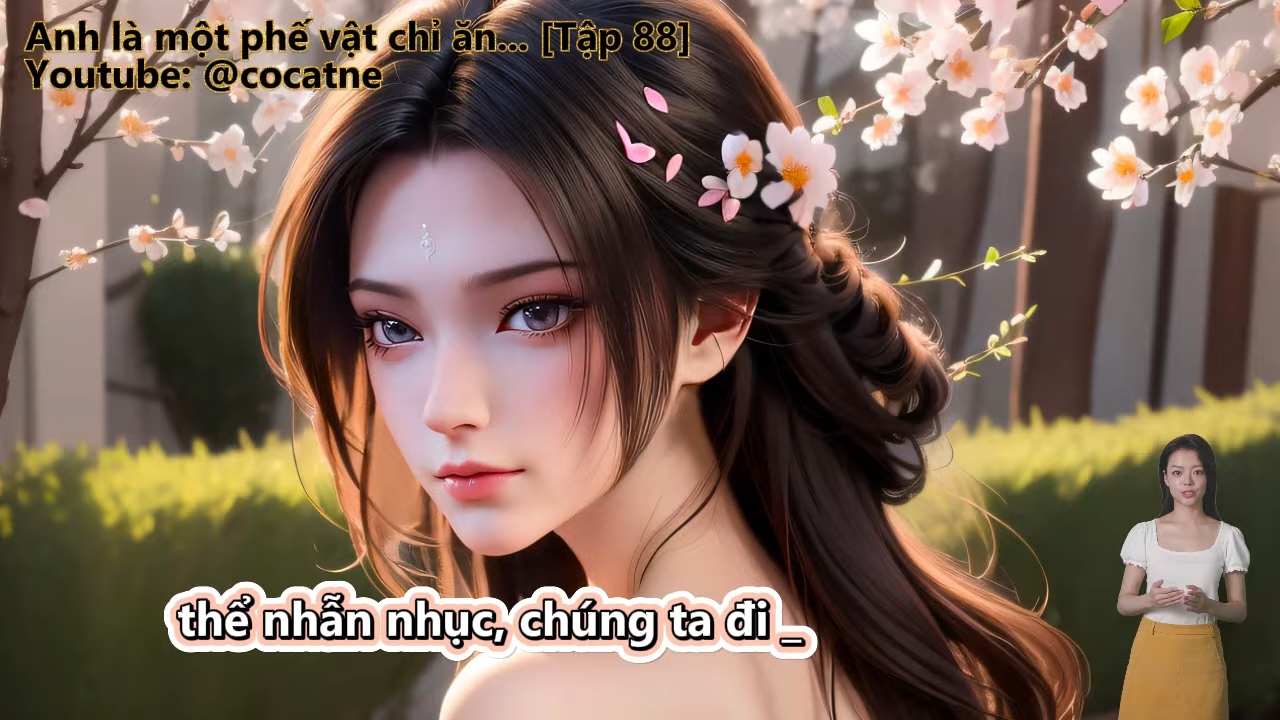 Anh là một phế vật chỉ ăn... [Tập 88]
Youtube: @cocatne
thể nhẫn nhục, chúng ta đi _